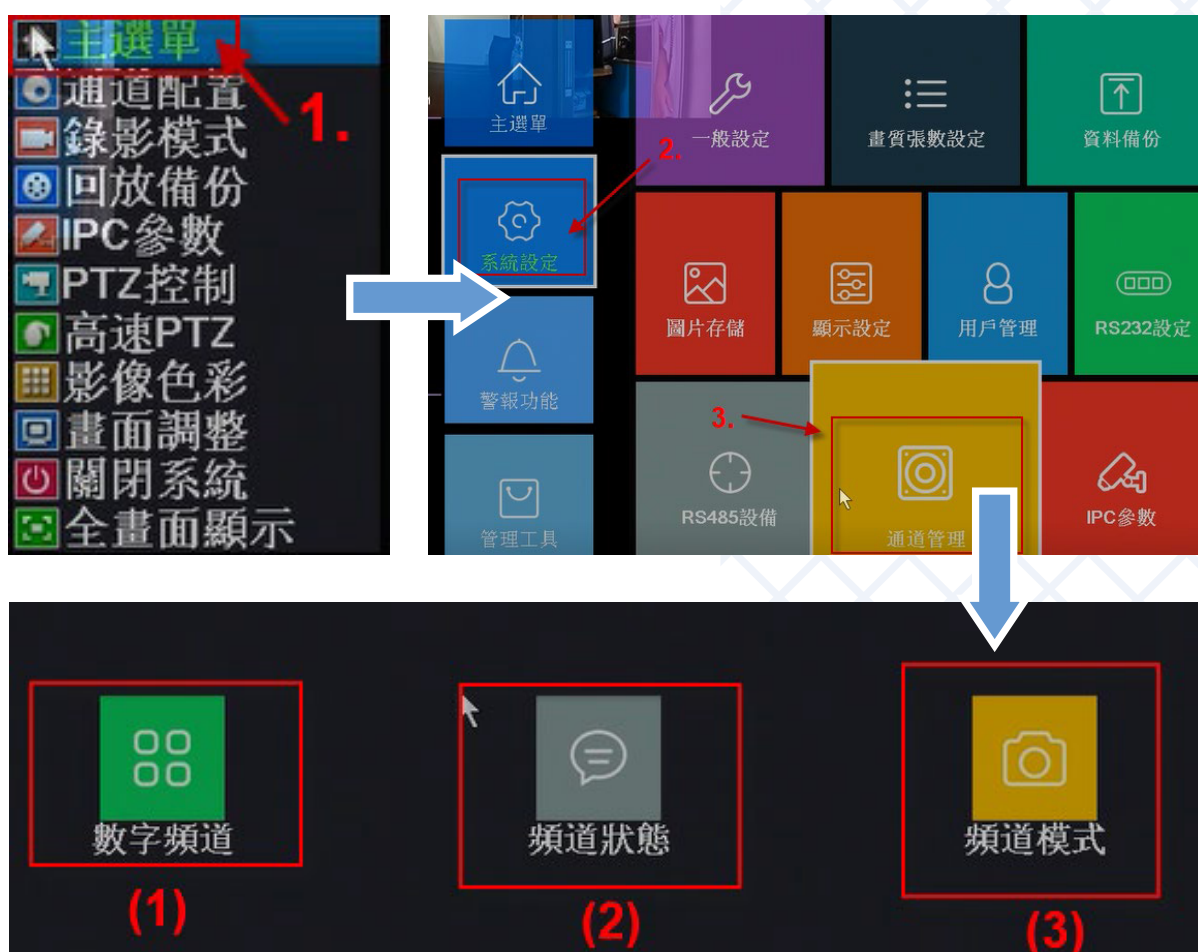 主選單
通道配置
錄影模式
回放備份
IPC參數
PTZ控制
高速PTZ
影像色彩
畫面調整
關閉系統
全畫面顯示
1.
主選單
系統設定
警報功能
管理工具
2.
一般設定
畫質張數設定
資料備份
圖片存儲
顯示設定
用戶管理
RS232設定
3.
RS485設備
通道管理
IPC參數
數字頻道
頻道狀態
頻道模式
(1)
(2)
(3)